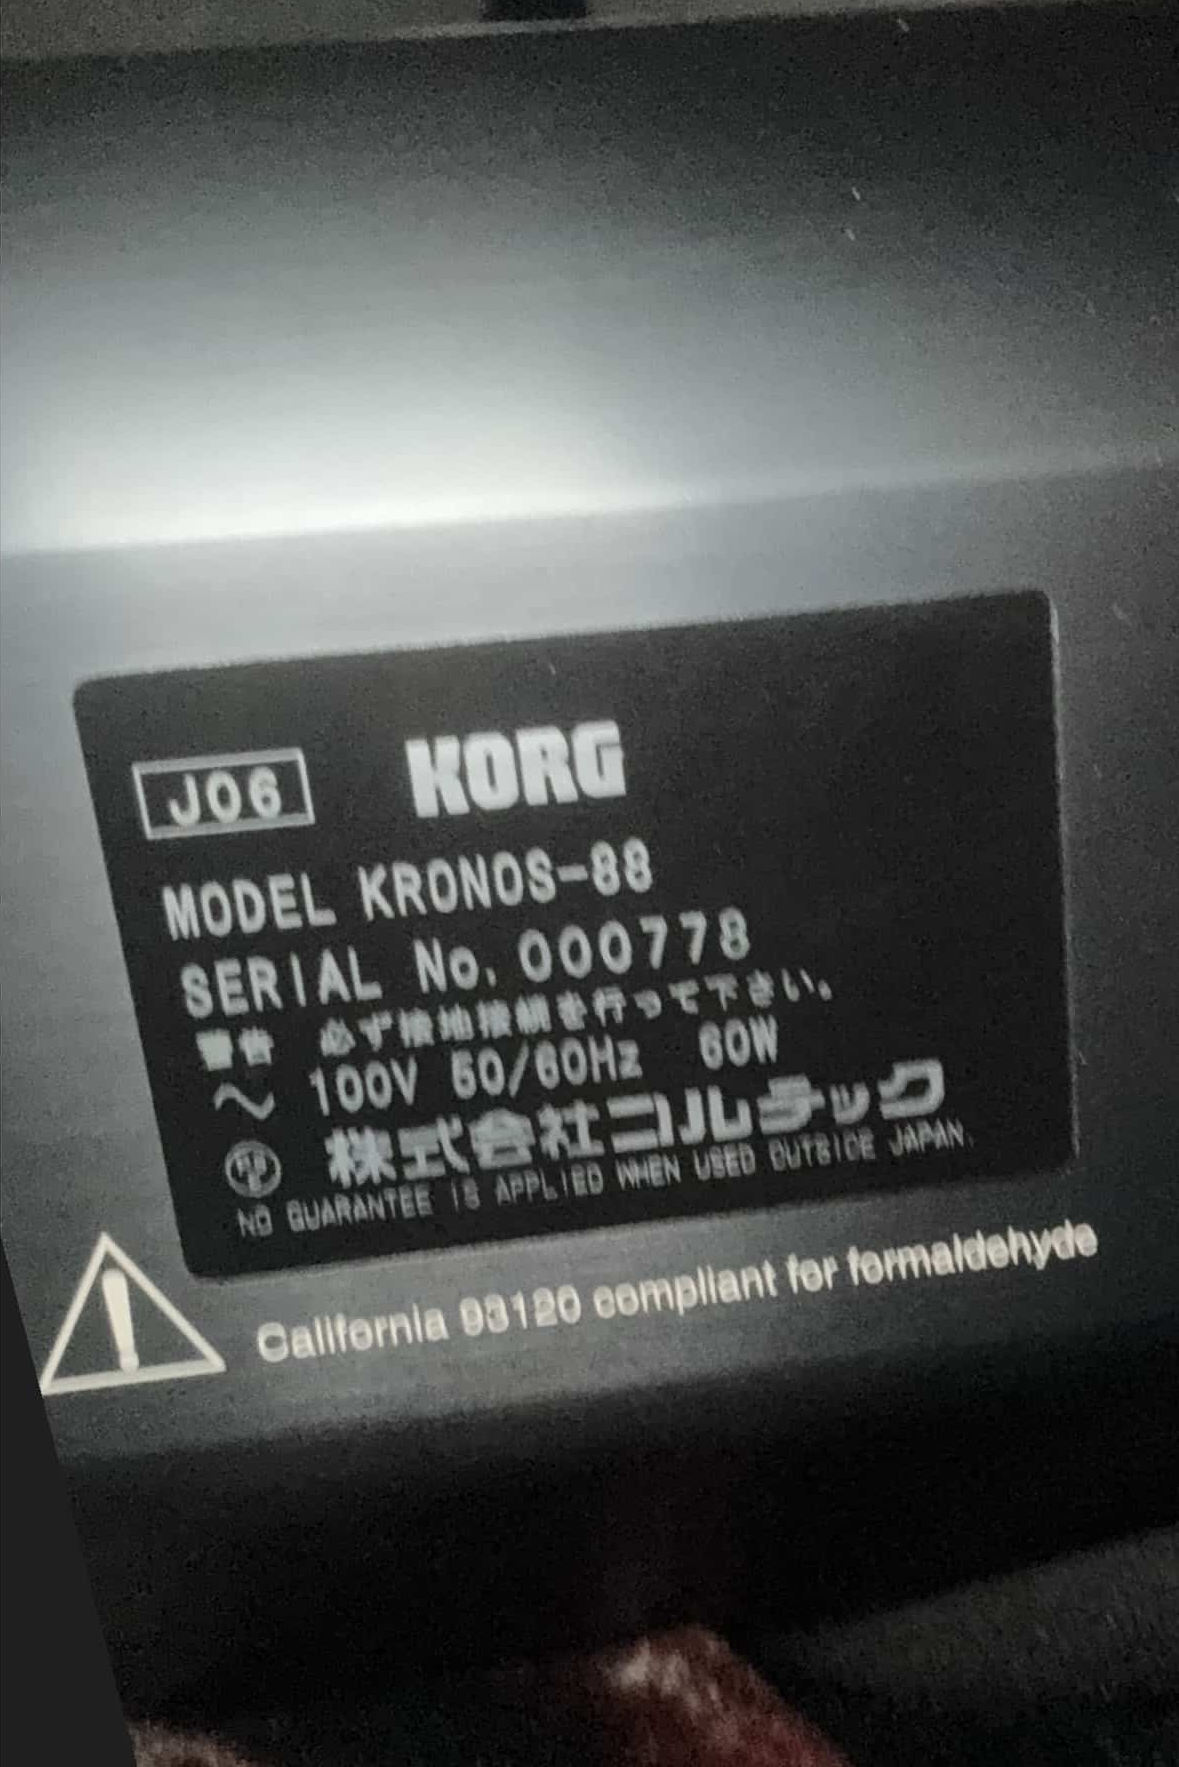 J06 KORG
MODEL KRONOS-88
SERIAL No. 000778
警告 必ず接地接続を行って下さい。
〜 100V 50/60Hz 60W
株式会社コルテック
NO GUARANTEE IS APPLIED WHEN USED OUTSIDE JAPAN.
California 93120 compliant for formaldehyde